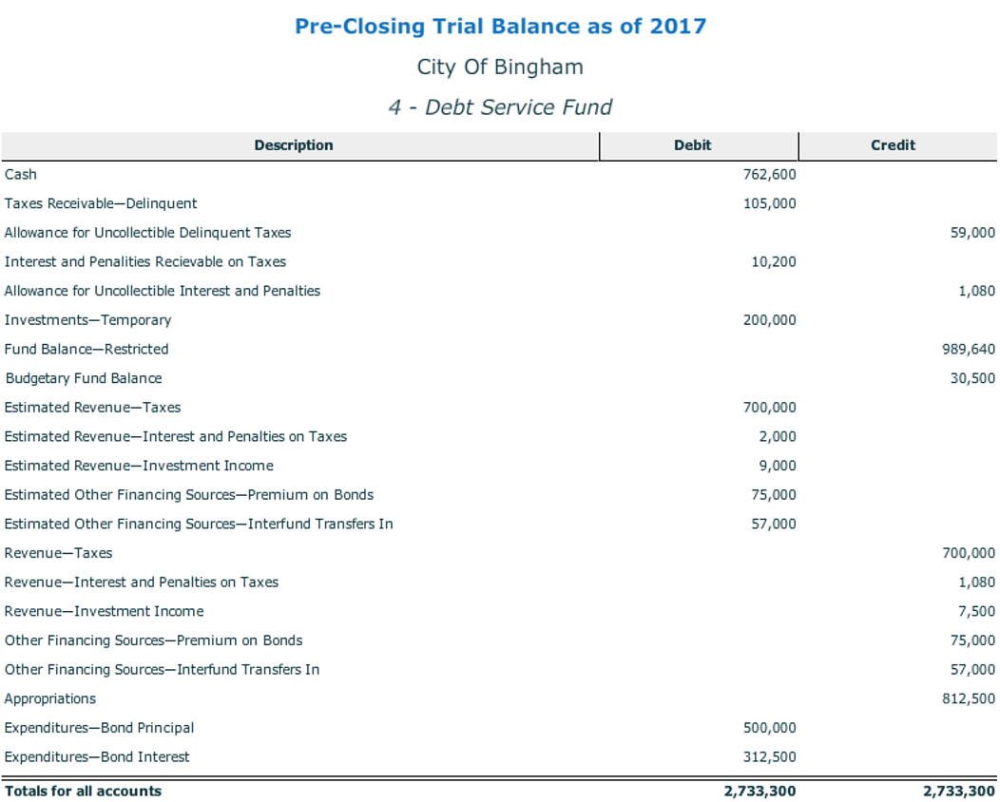 Pre-Closing Trial Balance as of 2017
City Of Bingham
4 - Debt Service Fund
Description Debit Credit
Cash 762,600
Taxes Receivable—Delinquent 105,000
Allowance for Uncollectible Delinquent Taxes 59,000
Interest and Penalities Recievable on Taxes 10,200
Allowance for Uncollectible Interest and Penalties 1,080
Investments—Temporary 200,000
Fund Balance—Restricted 989,640
Budgetary Fund Balance 30,500
Estimated Revenue—Taxes 700,000
Estimated Revenue—Interest and Penalties on Taxes 2,000
Estimated Revenue—Investment Income 9,000
Estimated Other Financing Sources—Premium on Bonds 75,000
Estimated Other Financing Sources—Interfund Transfers In 57,000
Revenue—Taxes 700,000
Revenue—Interest and Penalties on Taxes 1,080
Revenue—Investment Income 7,500
Other Financing Sources—Premium on Bonds 75,000
Other Financing Sources—Interfund Transfers In 57,000
Appropriations 812,500
Expenditures—Bond Principal 500,000
Expenditures—Bond Interest 312,500
Totals for all accounts 2,733,300 2,733,300